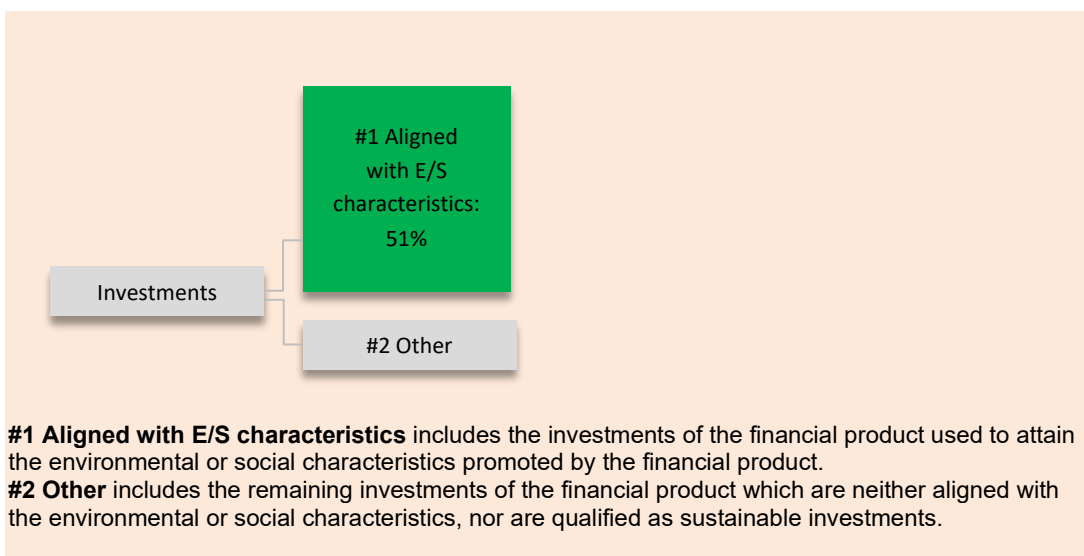 #1 Aligned
with E/S
characteristics:
51%
Investments
#2 Other
#1 Aligned with E/S characteristics includes the investments of the financial product used to attain
the environmental or social characteristics promoted by the financial product.
#2 Other includes the remaining investments of the financial product which are neither aligned with
the environmental or social characteristics, nor are qualified as sustainable investments.